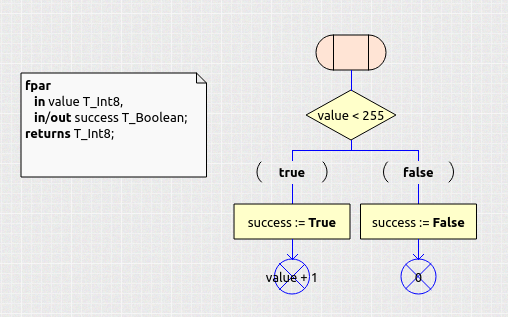 fpar
in value T_Int8,
in/out success T_Boolean;
returns T_Int8;
value < 255
true
false
success := True
success := False
value + 1
0